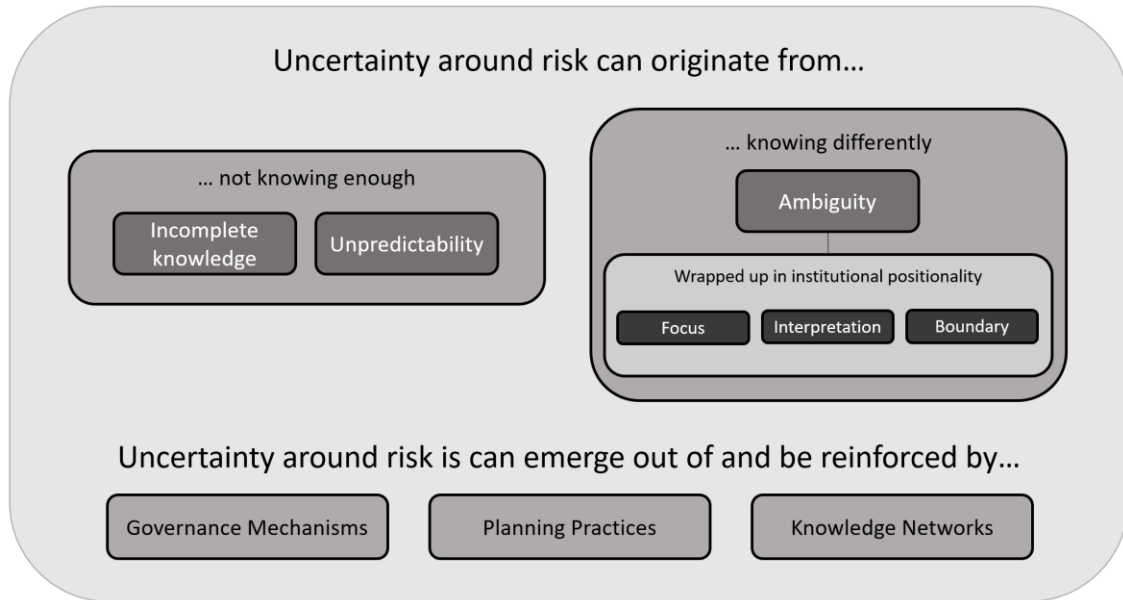 Uncertainty around risk can originate from...
... not knowing enough
Incomplete
knowledge
Unpredictability
... knowing differently
Ambiguity
Wrapped up in institutional positionality
Focus
Interpretation
Boundary
Uncertainty around risk is can emerge out of and be reinforced by...
Governance Mechanisms
Planning Practices
Knowledge Networks